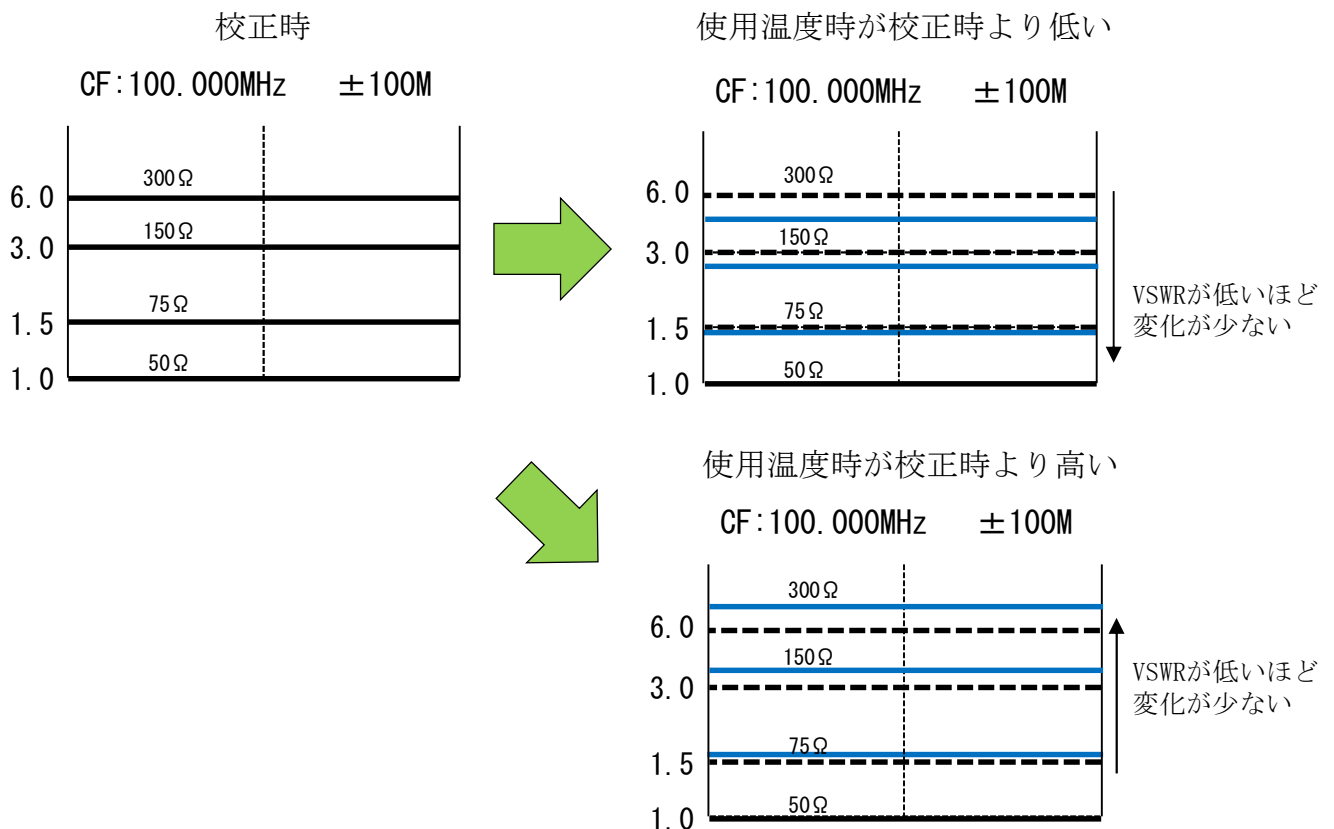 校正時
CF:100.000MHz ±100M
300Ω
6.0
150Ω
3.0
75Ω
1.5
50Ω
1.0
使用温度時が校正時より低い
CF:100.000MHz ±100M
300Ω
6.0
150Ω
3.0
75Ω
1.5
50Ω
1.0
VSWRが低いほど
変化が少ない
使用温度時が校正時より高い
CF:100.000MHz ±100M
300Ω
6.0
150Ω
3.0
75Ω
1.5
50Ω
1.0
VSWRが低いほど
変化が少ない